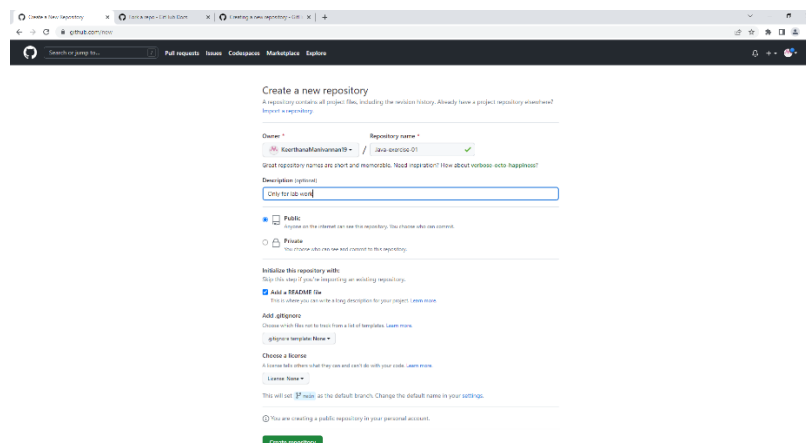 Create a New Repository
Fork a repo - GitHub Docs
Creating a new repository - GitH
github.com/new
Search or jump to...
Pull requests Issues Codespaces Marketplace Explore
Create a new repository
A repository contains all project files, including the revision history. Already have a project repository elsewhere?
Import a repository.
Owner *
Repository name *
KeerthanaManivannan19
/
Java-exercise-01
Great repository names are short and memorable. Need inspiration? How about verbose-octo-happiness?
Description (optional)
Only for lab work
Public
Anyone on the internet can see this repository. You choose who can commit.
Private
You choose who can see and commit to this repository.
Initialize this repository with:
Skip this step if you're importing an existing repository.
Add a README file
This is where you can write a long description for your project. Learn more.
Add .gitignore
Choose which files not to track from a list of templates. Learn more.
.gitignore template: None
Choose a license
A license tells others what they can and can't do with your code. Learn more.
License: None
This will set main as the default branch. Change the default name in your settings.
You are creating a public repository in your personal account.
Create repository